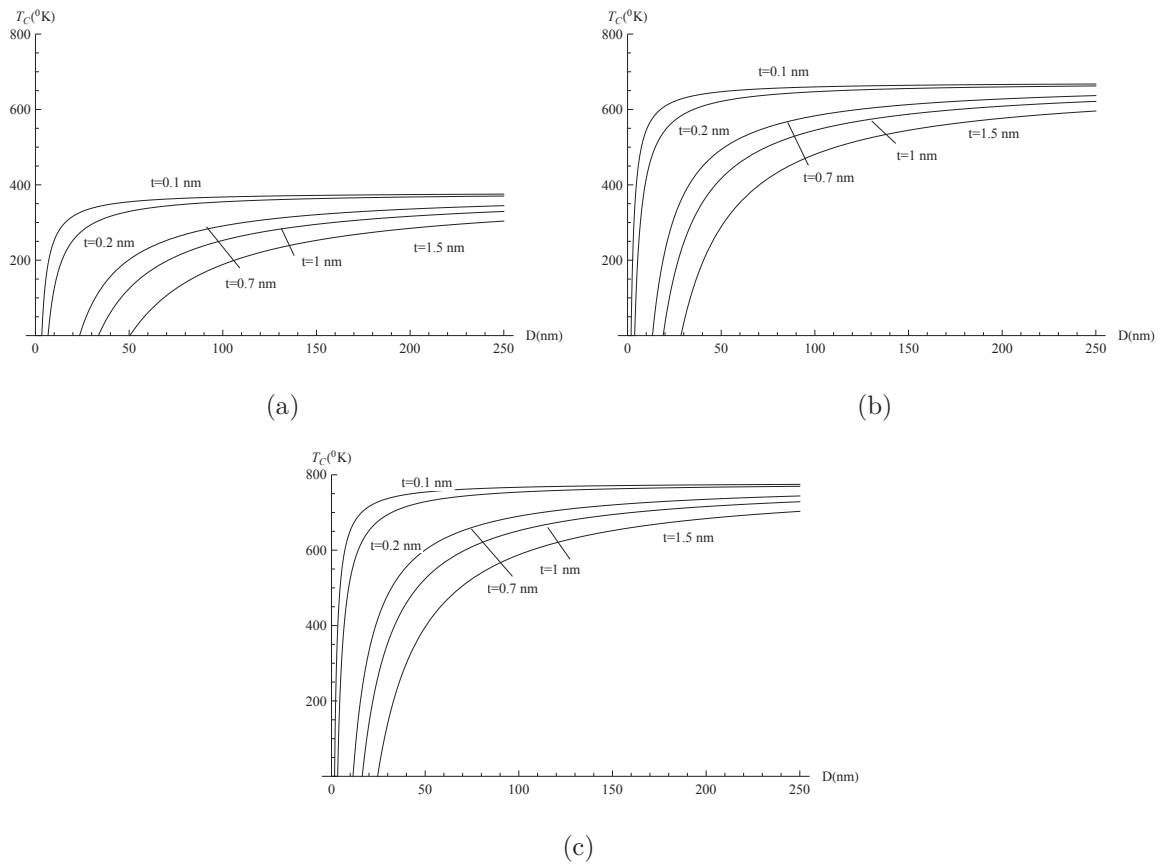 T_C(⁰K)
800
600
400
200
t=0.1 nm
t=0.2 nm
t=0.7 nm
t=1 nm
t=1.5 nm
0 50 100 150 200 250 D(nm)
(a)
T_C(⁰K)
800
600
400
200
t=0.1 nm
t=0.2 nm
t=0.7 nm
t=1 nm
t=1.5 nm
0 50 100 150 200 250 D(nm)
(b)
T_C(⁰K)
800
600
400
200
t=0.1 nm
t=0.2 nm
t=0.7 nm
t=1 nm
t=1.5 nm
0 50 100 150 200 250 D(nm)
(c)